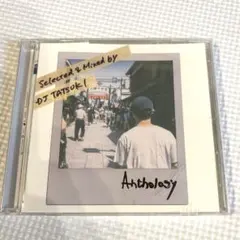 Selected & Mixed by
DJ TATSUKI
Anthology